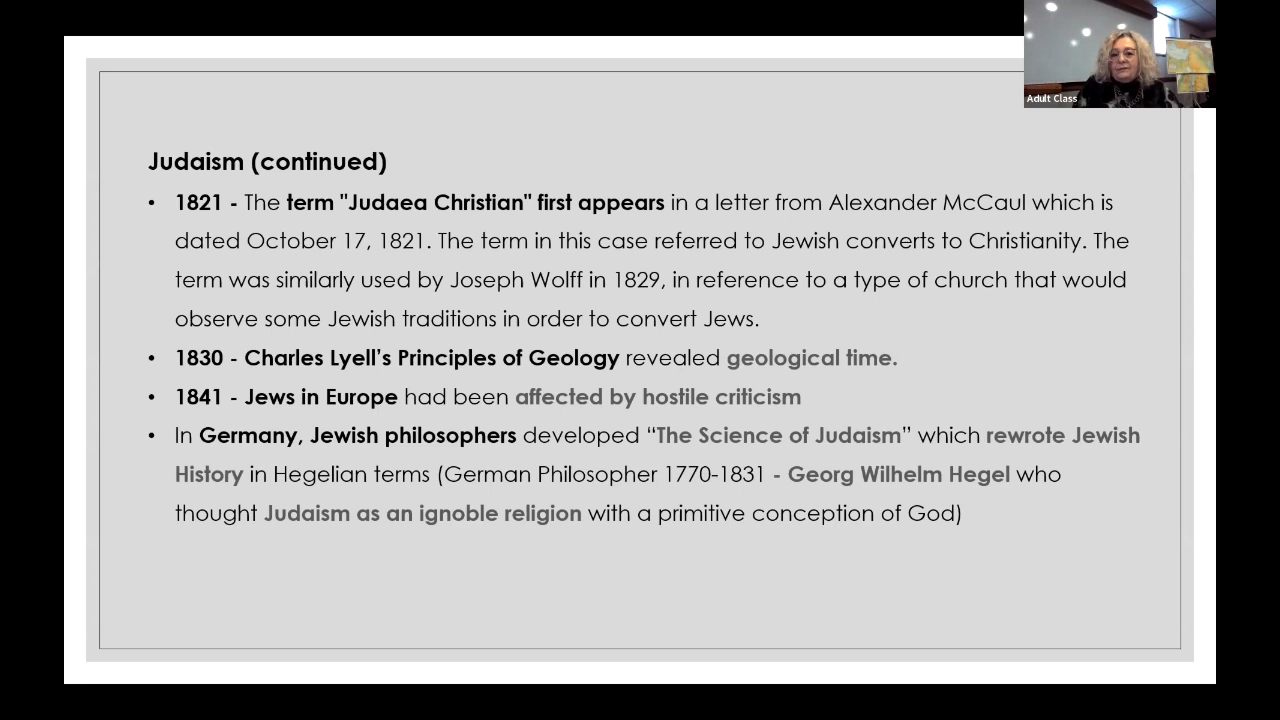 Adult Class
Judaism (continued)
• 1821 - The term "Judaea Christian" first appears in a letter from Alexander McCaul which is
dated October 17, 1821. The term in this case referred to Jewish converts to Christianity. The
term was similarly used by Joseph Wolff in 1829, in reference to a type of church that would
observe some Jewish traditions in order to convert Jews.
• 1830 - Charles Lyell’s Principles of Geology revealed geological time.
• 1841 - Jews in Europe had been affected by hostile criticism
• In Germany, Jewish philosophers developed “The Science of Judaism” which rewrote Jewish
History in Hegelian terms (German Philosopher 1770-1831 - Georg Wilhelm Hegel who
thought Judaism as an ignoble religion with a primitive conception of God)